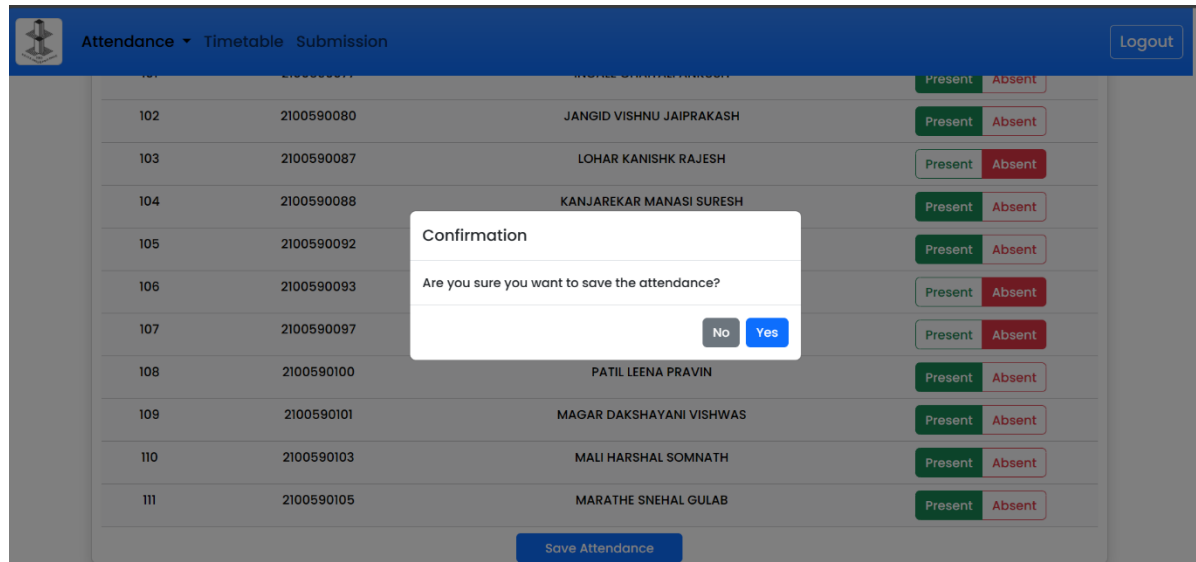 Attendance Timetable Submission Logout
Present Absent
102 2100590080 JANGID VISHNU JAIPRAKASH Present Absent
103 2100590087 LOHAR KANISHK RAJESH Present Absent
104 2100590088 KANJAREKAR MANASI SURESH Present Absent
Confirmation
105 2100590092 Present Absent
Are you sure you want to save the attendance?
106 2100590093 Present Absent
107 2100590097 No Yes Present Absent
108 2100590100 PATIL LEENA PRAVIN Present Absent
109 2100590101 MAGAR DAKSHAYANI VISHWAS Present Absent
110 2100590103 MALI HARSHAL SOMNATH Present Absent
111 2100590105 MARATHE SNEHAL GULAB Present Absent
Save Attendance